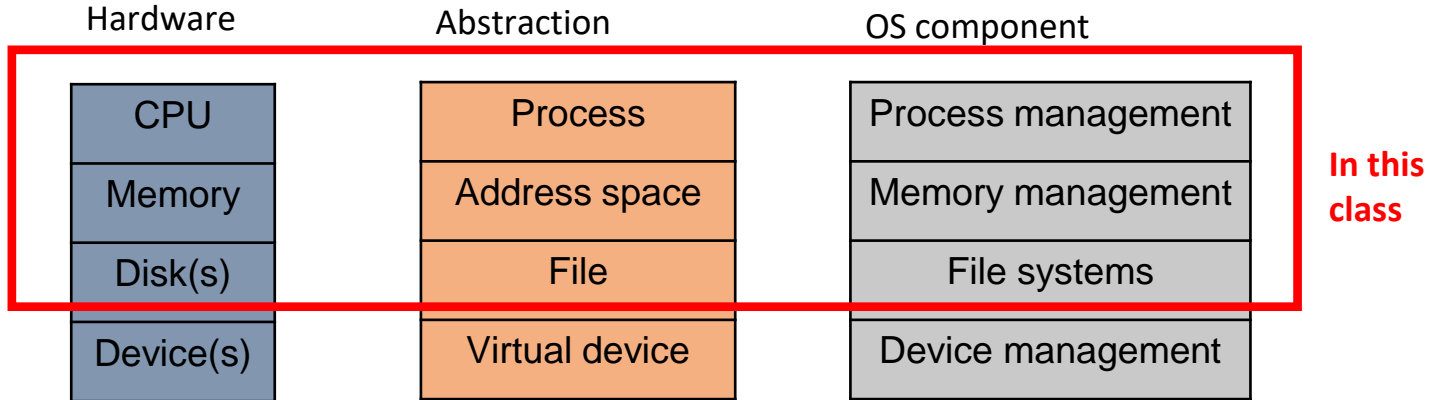 Hardware Abstraction OS component
CPU Process Process management
Memory Address space Memory management
In this
class
Disk(s) File File systems
Device(s) Virtual device Device management